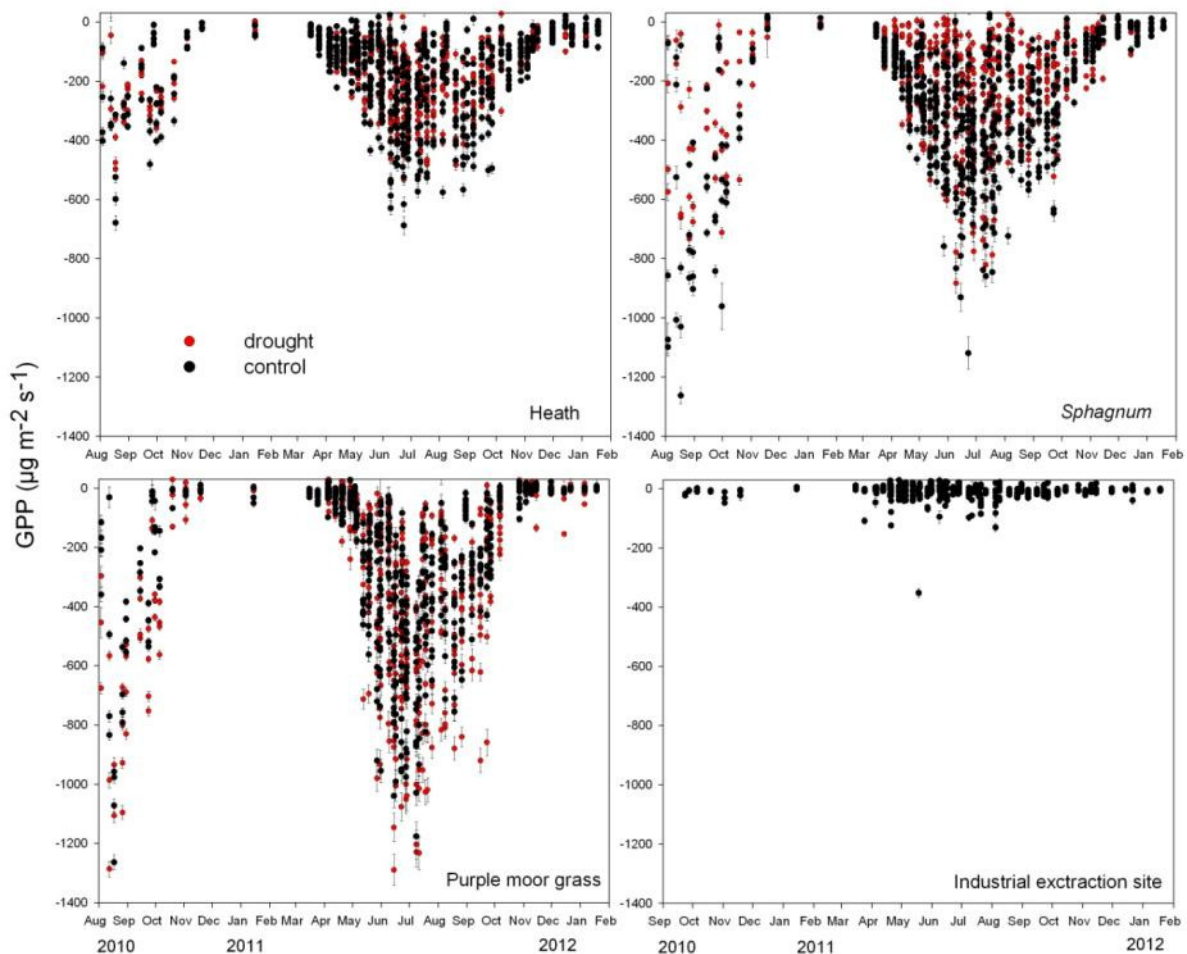 GPP (µg m-2 s-1)
0
-200
-400
-600
-800
-1000
-1200
-1400
drought
control
Heath
Aug Sep Oct Nov Dec Jan Feb Mar Apr May Jun Jul Aug Sep Oct Nov Dec Jan Feb
0
-200
-400
-600
-800
-1000
-1200
-1400
Sphagnum
Aug Sep Oct Nov Dec Jan Feb Mar Apr May Jun Jul Aug Sep Oct Nov Dec Jan Feb
0
-200
-400
-600
-800
-1000
-1200
-1400
Purple moor grass
Aug Sep Oct Nov Dec Jan Feb Mar Apr May Jun Jul Aug Sep Oct Nov Dec Jan Feb
2010 2011 2012
0
-200
-400
-600
-800
-1000
-1200
-1400
Industrial exctraction site
Sep Oct Nov Dec Jan Feb Mar Apr May Jun Jul Aug Sep Oct Nov Dec Jan Feb
2010 2011 2012